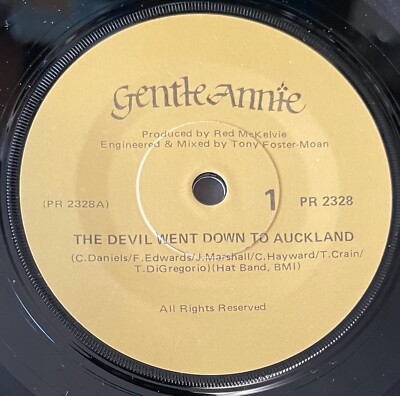 Gentle Annie
Produced by Red McKelvie
Engineered & Mixed by Tony Foster-Moan
(PR 2328A)
1
PR 2328
THE DEVIL WENT DOWN TO AUCKLAND
(C.Daniels/F.Edwards/J.Marshall/C.Hayward/T.Crain/
T.DiGregorio)(Hat Band, BMI)
All Rights Reserved